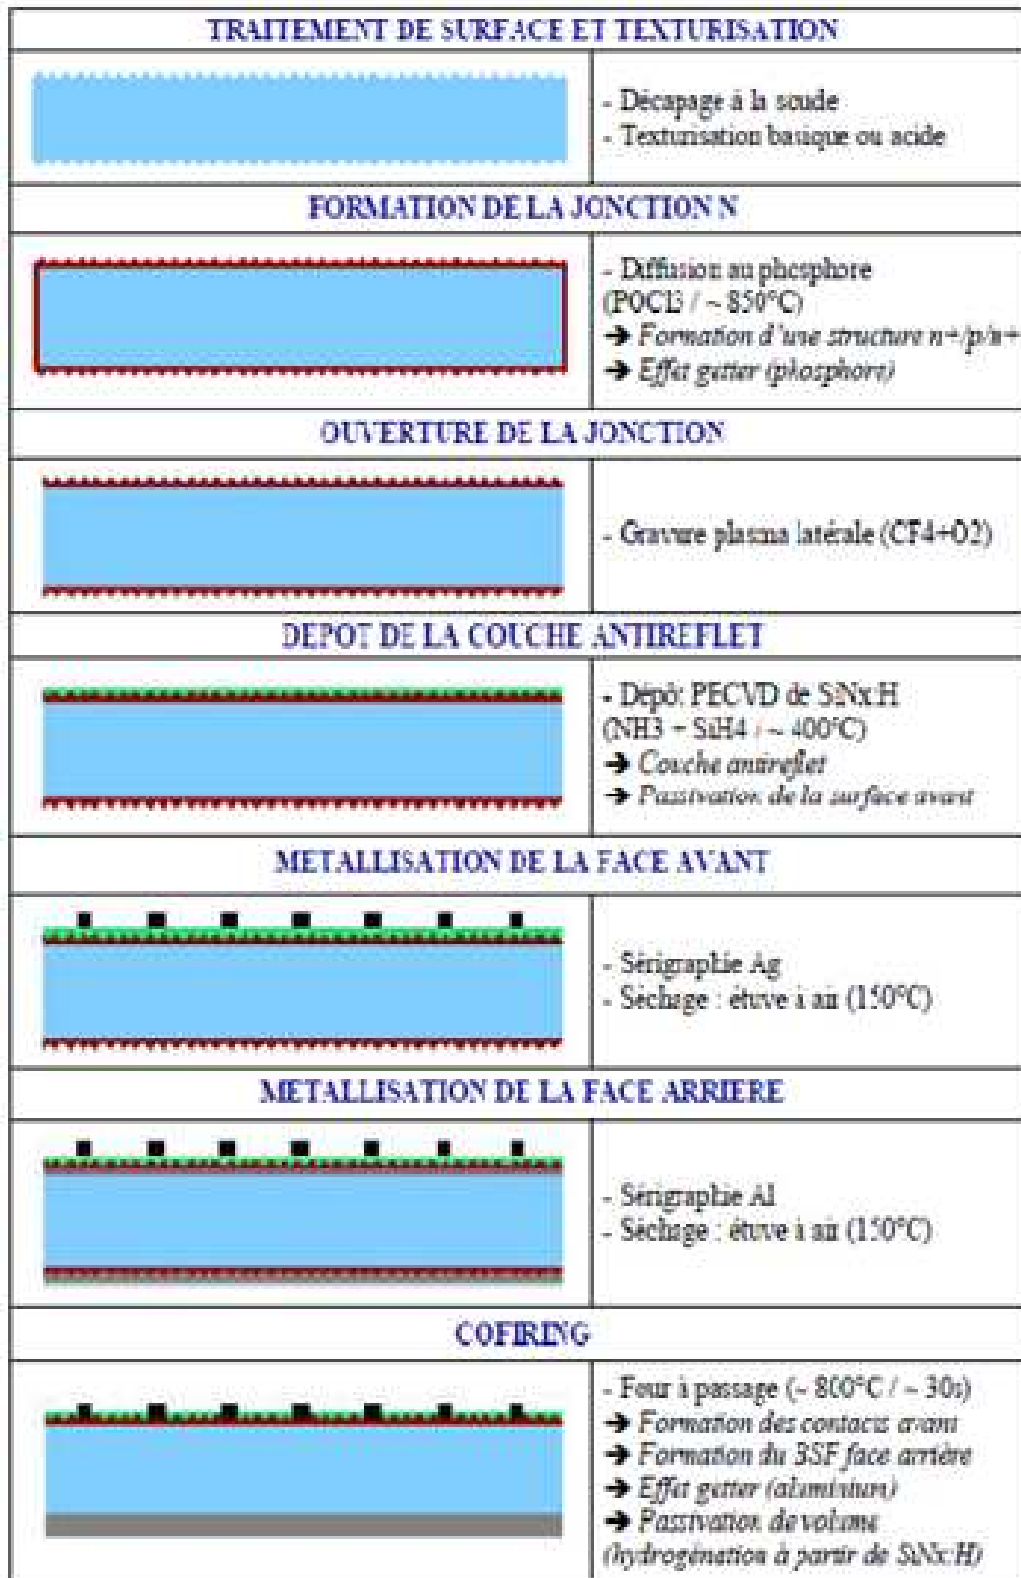 TRAITEMENT DE SURFACE ET TEXTURISATION
- Décapage à la soude
- Texturisation basique ou acide
FORMATION DE LA JONCTION N
- Diffusion au phosphore
(POCl3 / ~ 850°C)
➔ Formation d'une structure n+/p/n+
➔ Effet getter (phosphore)
OUVERTURE DE LA JONCTION
- Gravure plasma latérale (CF4+O2)
DEPOT DE LA COUCHE ANTIREFLET
- Dépôt PECVD de SiNx:H
(NH3 + SiH4 / ~ 400°C)
➔ Couche antireflet
➔ Passivation de la surface avant
METALLISATION DE LA FACE AVANT
- Sérigraphie Ag
- Séchage : étuve à air (150°C)
METALLISATION DE LA FACE ARRIERE
- Sérigraphie Al
- Séchage : étuve à air (150°C)
COFIRING
- Four à passage (~ 800°C / ~ 30s)
➔ Formation des contacts avant
➔ Formation du BSF face arrière
➔ Effet getter (aluminium)
➔ Passivation de volume
(hydrogénation à partir de SiNx:H)